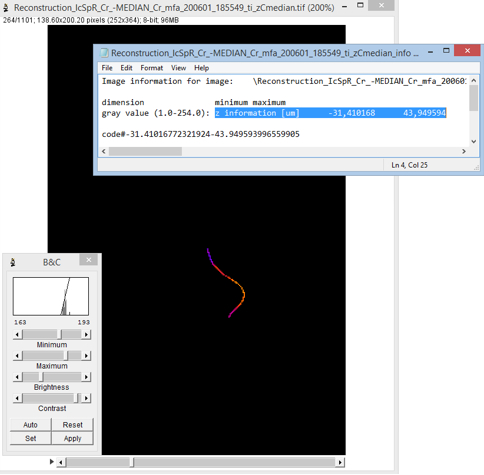 Reconstruction_IcSpR_Cr_-MEDIAN_Cr_mfa_200601_185549_ti_zCmedian.tif (200%)
264/1101; 138.60x200.20 pixels (252x364); 8-bit; 96MB
Reconstruction_IcSpR_Cr_-MEDIAN_Cr_mfa_200601_185549_ti_zCmedian_info ...
File Edit Format View Help
Image information for image: \Reconstruction_IcSpR_Cr_-MEDIAN_Cr_mfa_20060
dimension minimum maximum
gray value (1.0-254.0): z information [um] -31,410168 43,949594
code#-31.41016772321924-43.949593996559905
Ln 4, Col 25
B&C
163 193
Minimum
Maximum
Brightness
Contrast
Auto Reset
Set Apply